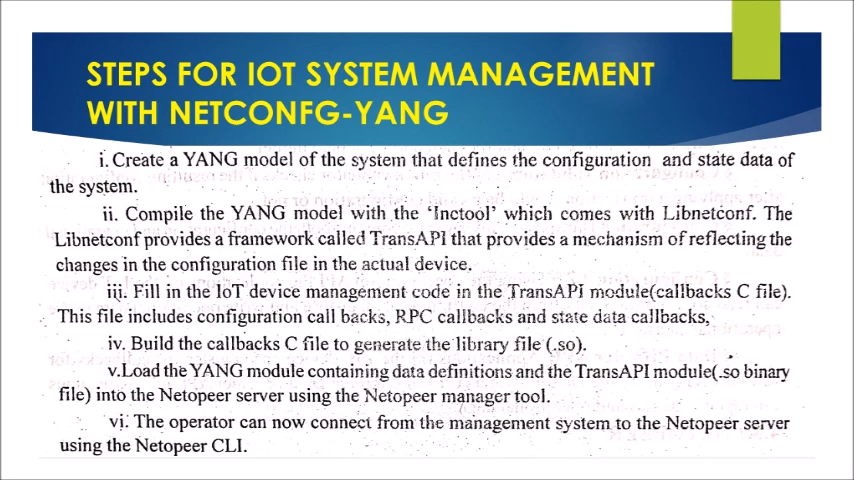 STEPS FOR IOT SYSTEM MANAGEMENT
WITH NETCONFG-YANG
i. Create a YANG model of the system that defines the configuration and state data of
the system.
ii. Compile the YANG model with the ‘Inctool’ which comes with Libnetconf. The
Libnetconf provides a framework called TransAPI that provides a mechanism of reflecting the
changes in the configuration file in the actual device.
iii. Fill in the IoT device management code in the TransAPI module(callbacks C file).
This file includes configuration call backs, RPC callbacks and state data callbacks.
iv. Build the callbacks C file to generate the library file (.so).
v.Load the YANG module containing data definitions and the TransAPI module(.so binary
file) into the Netopeer server using the Netopeer manager tool.
vi. The operator can now connect from the management system to the Netopeer server
using the Netopeer CLI.